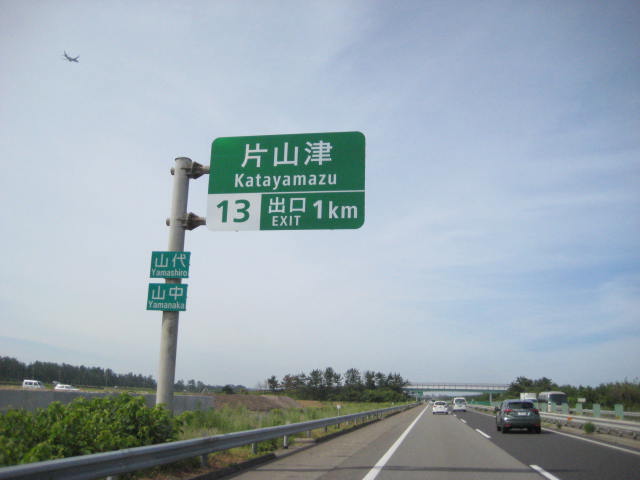 片山津
Katayamazu
13 出口 EXIT 1km
山代
Yamashiro
山中
Yamanaka